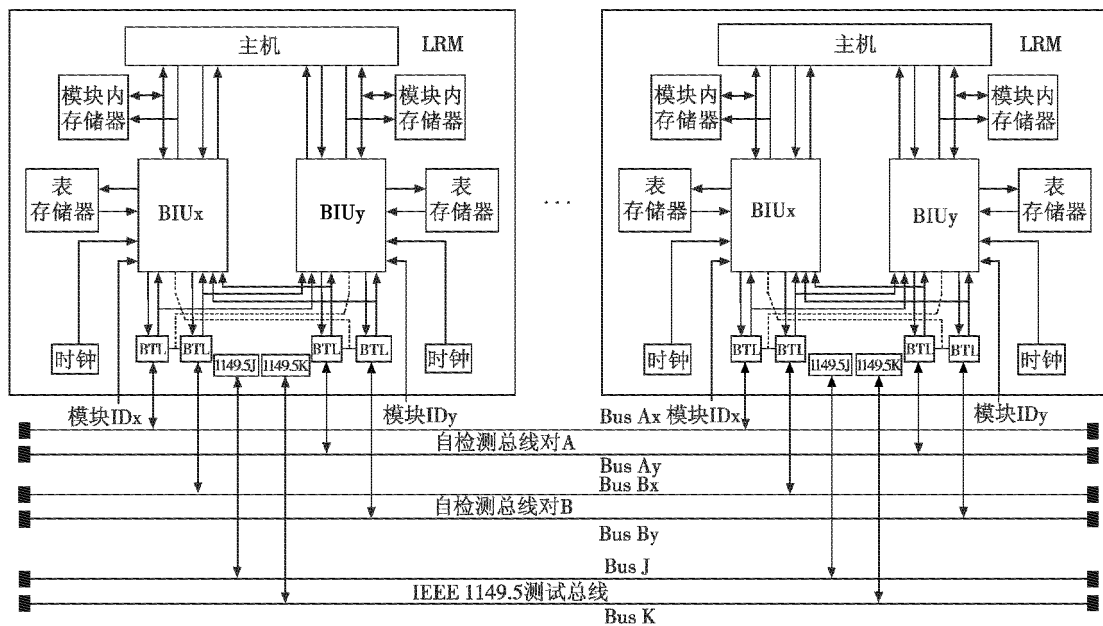 主机
LRM
模块内
存储器
模块内
存储器
表
存储器
BIUx
BIUy
表
存储器
时钟
BTL
BTL
1149.5J
1149.5K
BTL
BTL
时钟
模块IDx
模块IDy
...
主机
LRM
模块内
存储器
模块内
存储器
表
存储器
BIUx
BIUy
表
存储器
时钟
BTL
BTL
1149.5J
1149.5K
BTL
BTL
时钟
模块IDx
模块IDy
Bus Ax
自检测总线对A
Bus Ay
Bus Bx
自检测总线对B
Bus By
Bus J
IEEE 1149.5测试总线
Bus K